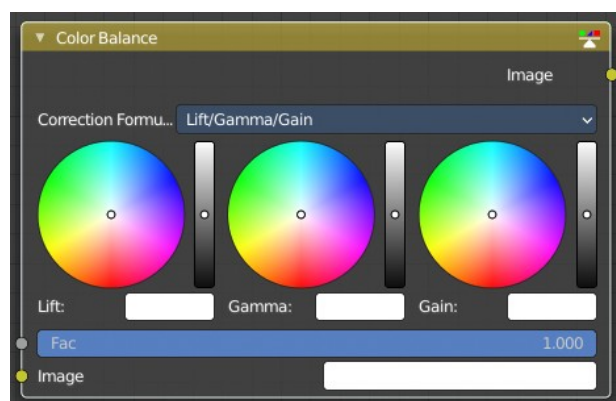 Color Balance
Image
Correction Formu... Lift/Gamma/Gain
Lift: Gamma: Gain:
Fac 1.000
Image